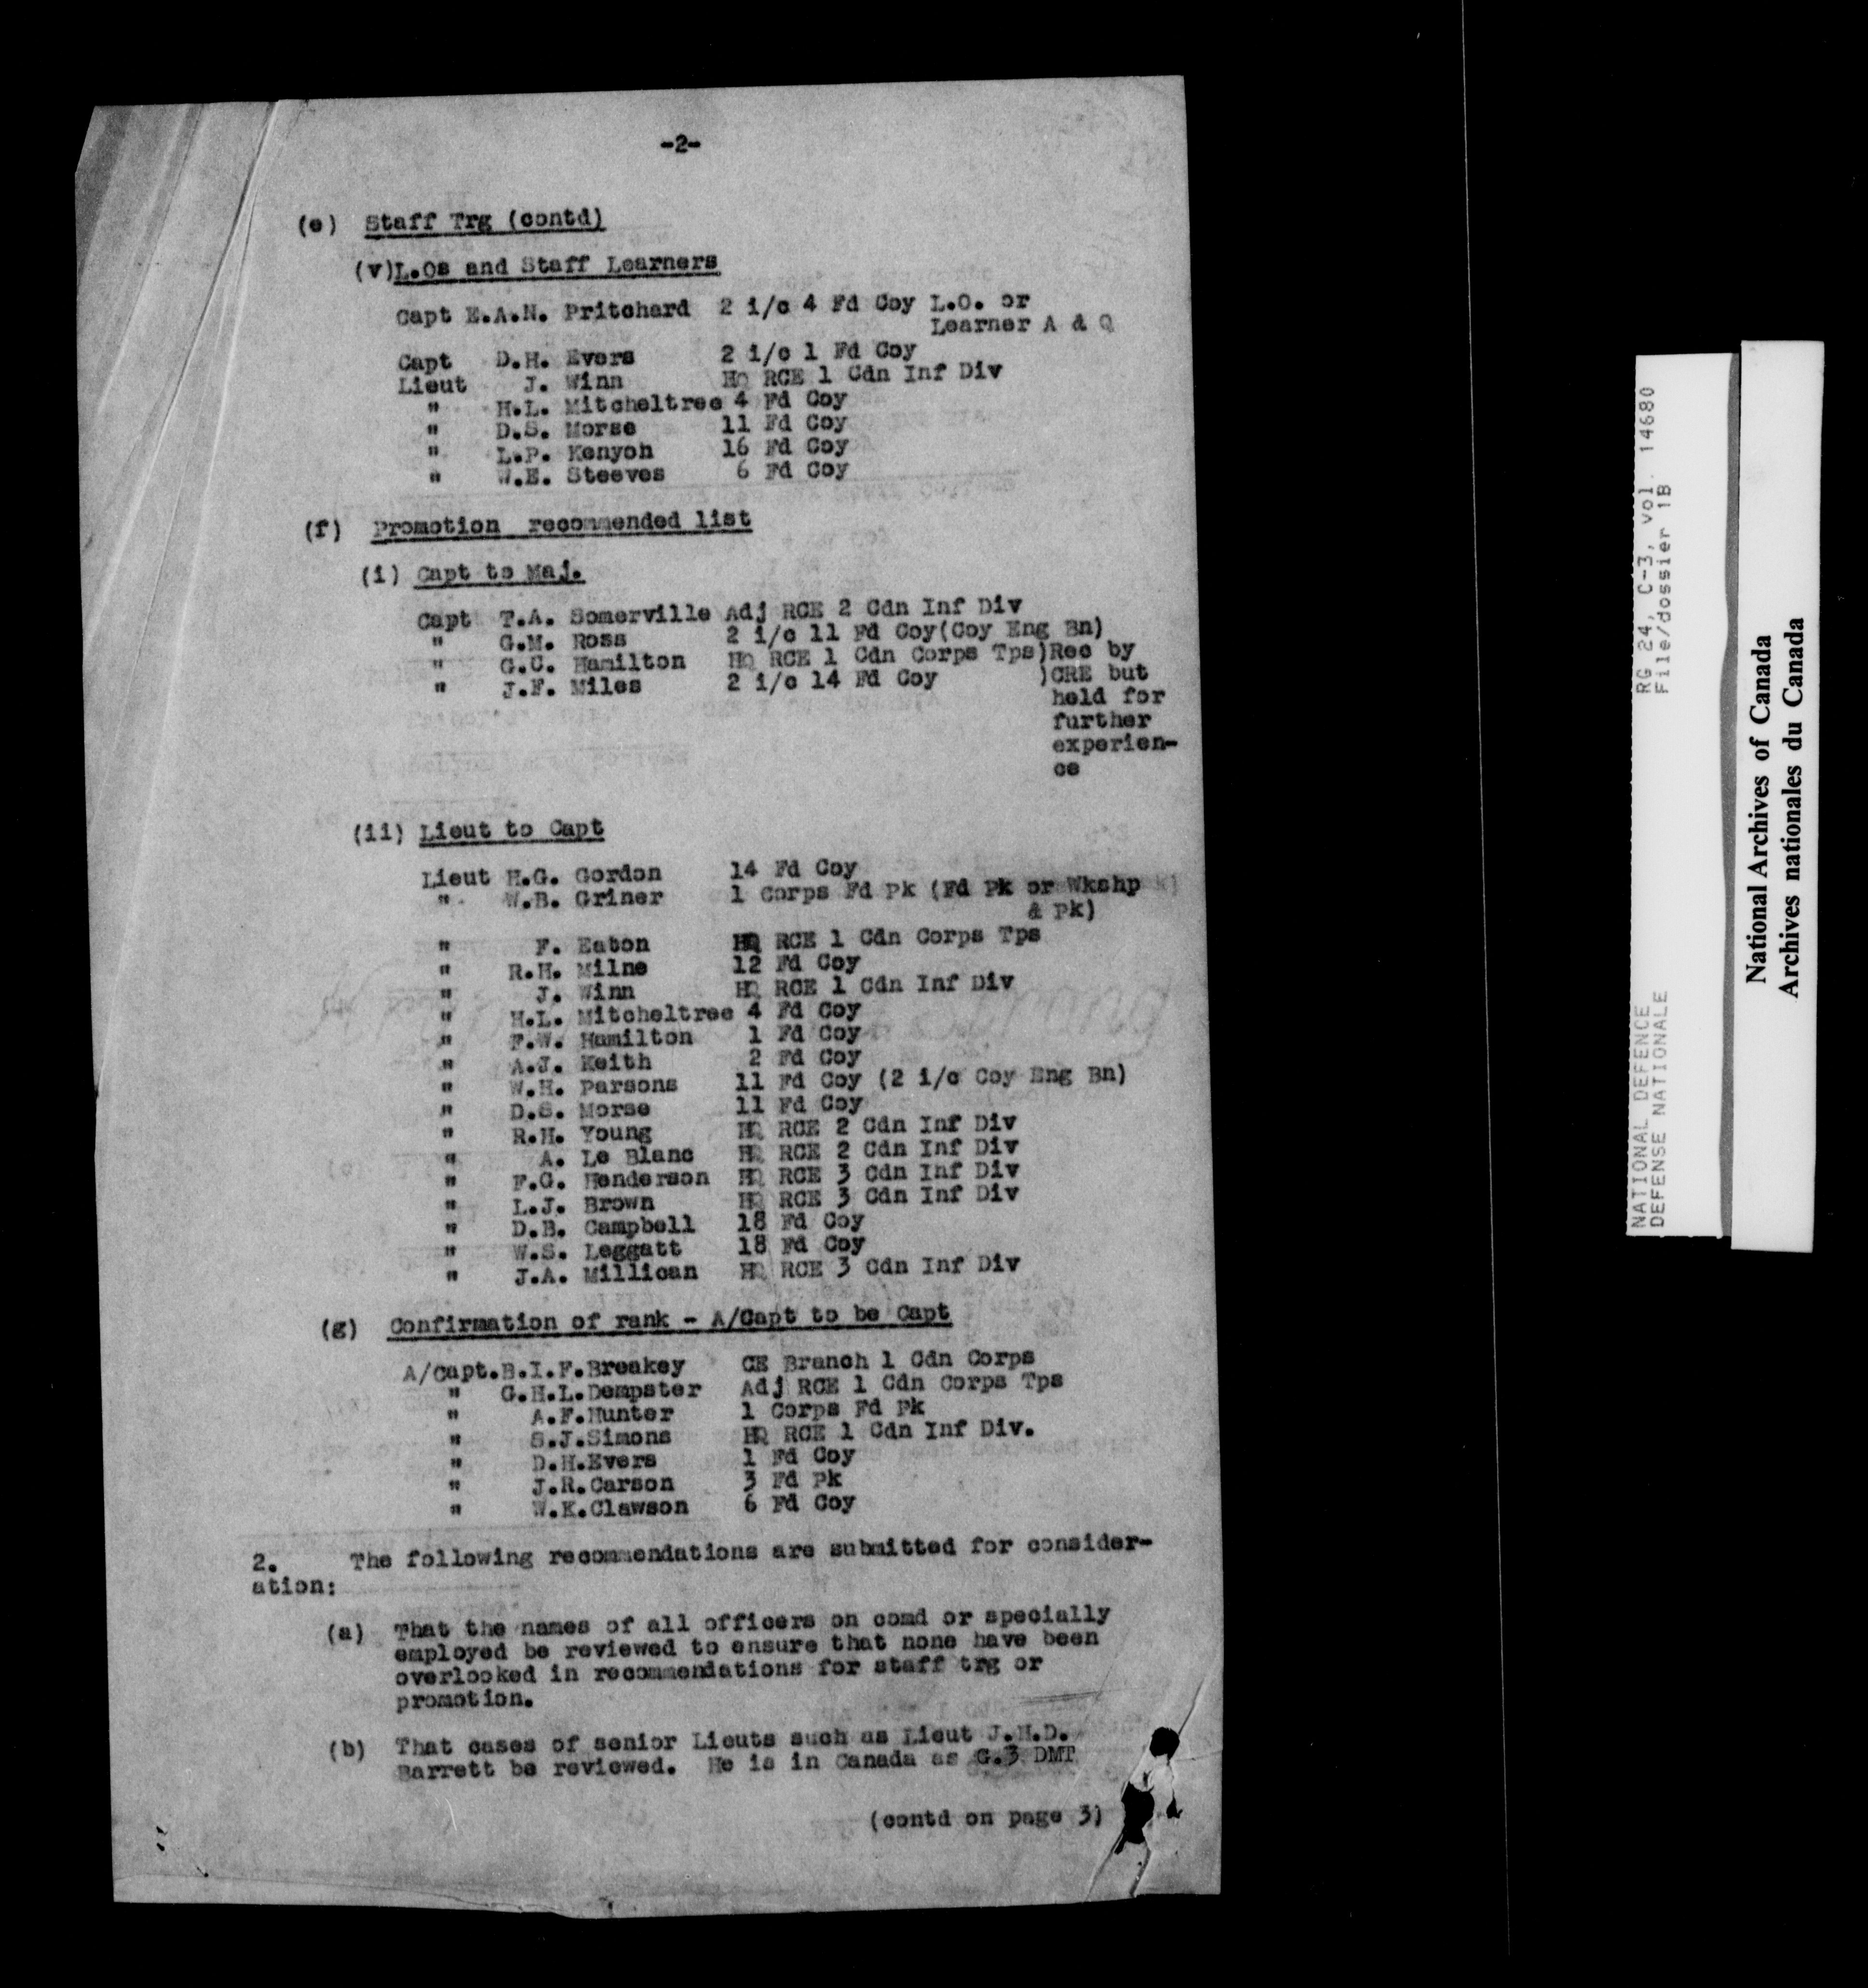 -2-
(e) Staff Trg (contd)
(v)L.Os and Staff Learners
Capt E.A.N. Pritchard 2 i/c 4 Fd Coy L.O. or
Learner A & Q
Capt D.H. Evers 2 i/c 1 Fd Coy
Lieut J. Winn HQ RCE 1 Cdn Inf Div
" H.L. Mitcheltree 4 Fd Coy
" D.S. Morse 11 Fd Coy
" L.P. Kenyon 16 Fd Coy
" W.E. Steeves 6 Fd Coy
(f) Promotion recommended list
(i) Capt to Maj.
Capt T.A. Somerville Adj RCE 2 Cdn Inf Div
" G.M. Ross 2 i/c 11 Fd Coy(Coy Eng Bn)
" G.C. Hamilton HQ RCE 1 Cdn Corps Tps)Rec by
" J.F. Miles 2 i/c 14 Fd Coy )CRE but
held for
further
experien-
ce
(ii) Lieut to Capt
Lieut H.G. Gordon 14 Fd Coy
" W.B. Griner 1 Corps Fd Pk (Fd Pk or Wkshp
& Pk)
" F. Eaton HQ RCE 1 Cdn Corps Tps
" R.H. Milne 12 Fd Coy
" J. Winn HQ RCE 1 Cdn Inf Div
" H.L. Mitcheltree 4 Fd Coy
" F.W. Hamilton 1 Fd Coy
" A.J. Keith 2 Fd Coy
" W.H. Parsons 11 Fd Coy (2 i/c Coy Eng Bn)
" D.S. Morse 11 Fd Coy
" R.H. Young HQ RCE 2 Cdn Inf Div
" A. Le Blanc HQ RCE 2 Cdn Inf Div
" F.G. Henderson HQ RCE 3 Cdn Inf Div
" L.J. Brown HQ RCE 3 Cdn Inf Div
" D.B. Campbell 18 Fd Coy
" W.S. Leggatt 18 Fd Coy
" J.A. Millican HQ RCE 3 Cdn Inf Div
(g) Confirmation of rank - A/Capt to be Capt
A/Capt.B.I.F.Breakey CE Branch 1 Cdn Corps
" G.H.L.Dempster Adj RCE 1 Cdn Corps Tps
" A.F.Hunter 1 Corps Fd Pk
" S.J.Simons HQ RCE 1 Cdn Inf Div.
" D.H.Evers 1 Fd Coy
" J.R.Carson 3 Fd Pk
" W.K.Clawson 6 Fd Coy
2. The following recommendations are submitted for consider-
ation:
(a) That the names of all officers on comd or specially
employed be reviewed to ensure that none have been
overlooked in recommendations for staff trg or
promotion.
(b) That cases of senior Lieuts such as Lieut J.H.D.
Barrett be reviewed. He is in Canada as G.3 DMT
(contd on page 3)
NATIONAL DEFENCE RG 24, C-3, vol. 14680
DEFENSE NATIONALE File/dossier 1B
National Archives of Canada
Archives nationales du Canada